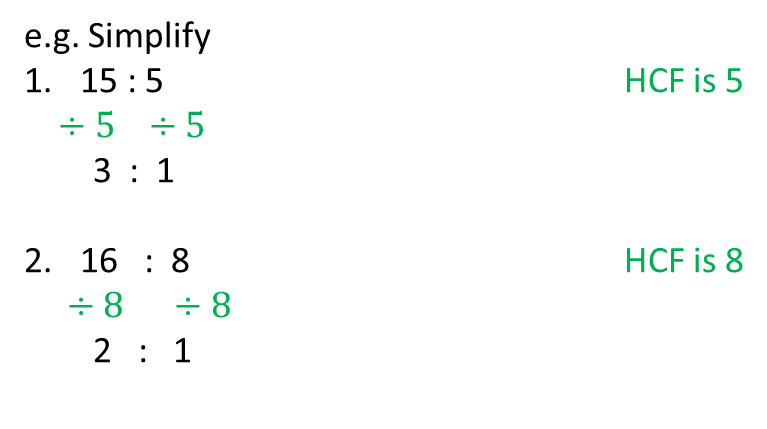 e.g. Simplify
1. 15 : 5 HCF is 5
÷ 5 ÷ 5
3 : 1
2. 16 : 8 HCF is 8
÷ 8 ÷ 8
2 : 1